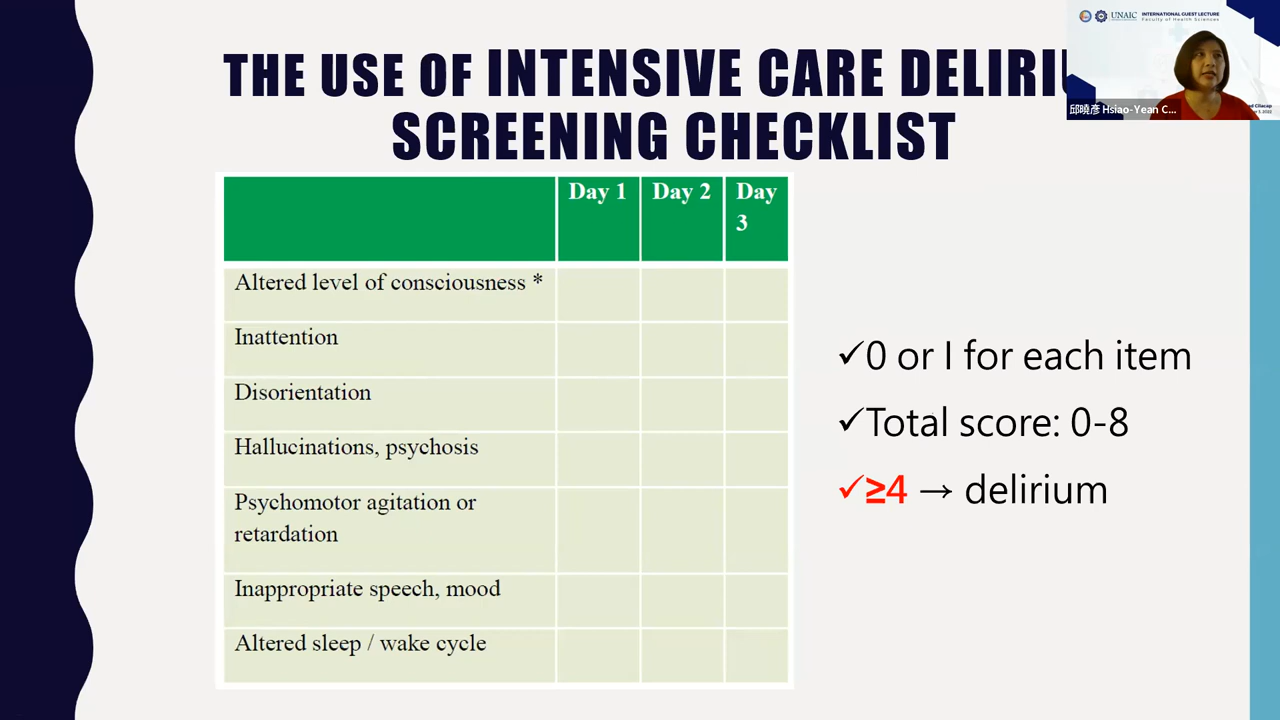 THE USE OF INTENSIVE CARE DELIRIU
SCREENING CHECKLIST
UNAIC
INTERNATIONAL GUEST LECTURE
Faculty of Health Sciences
邱曉彥 Hsiao-Yean C...
Day 1
Day 2
Day
3
Altered level of consciousness *
Inattention
Disorientation
Hallucinations, psychosis
Psychomotor agitation or
retardation
Inappropriate speech, mood
Altered sleep / wake cycle
✓0 or I for each item
✓Total score: 0-8
✓≥4 → delirium